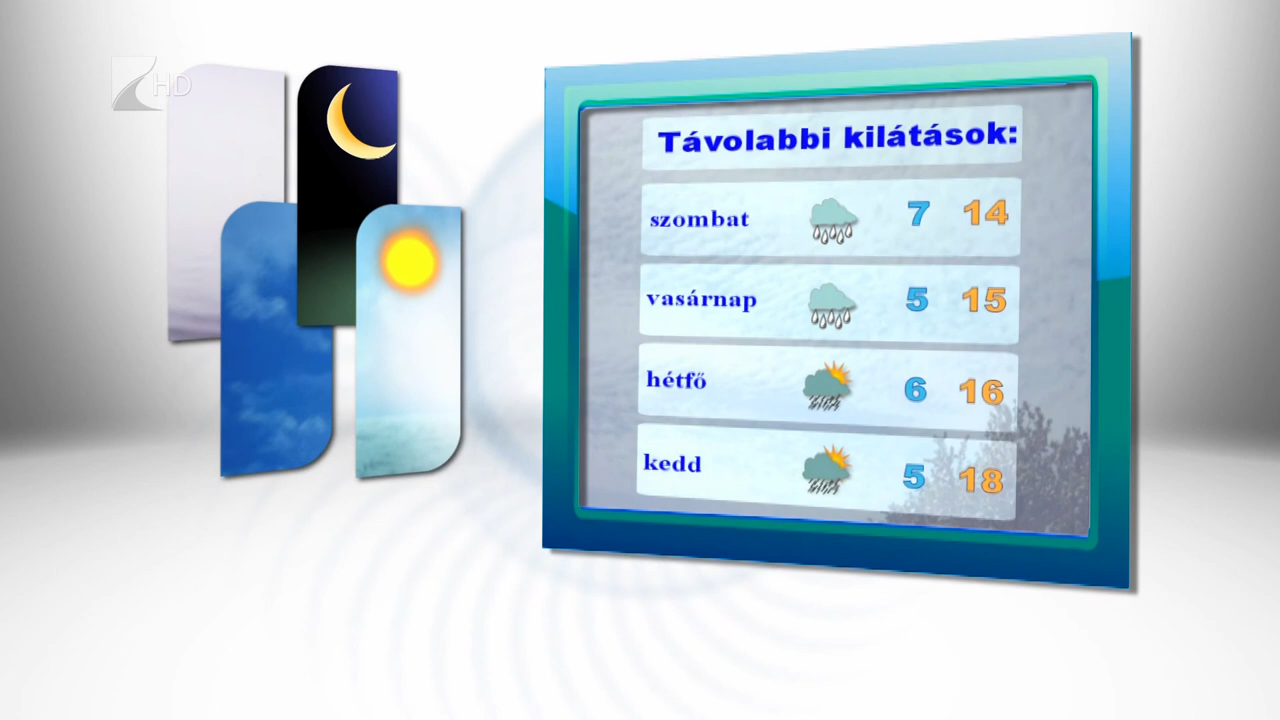 HD
Távolabbi kilátások:
szombat 7 14
vasárnap 5 15
hétfő 6 16
kedd 5 18